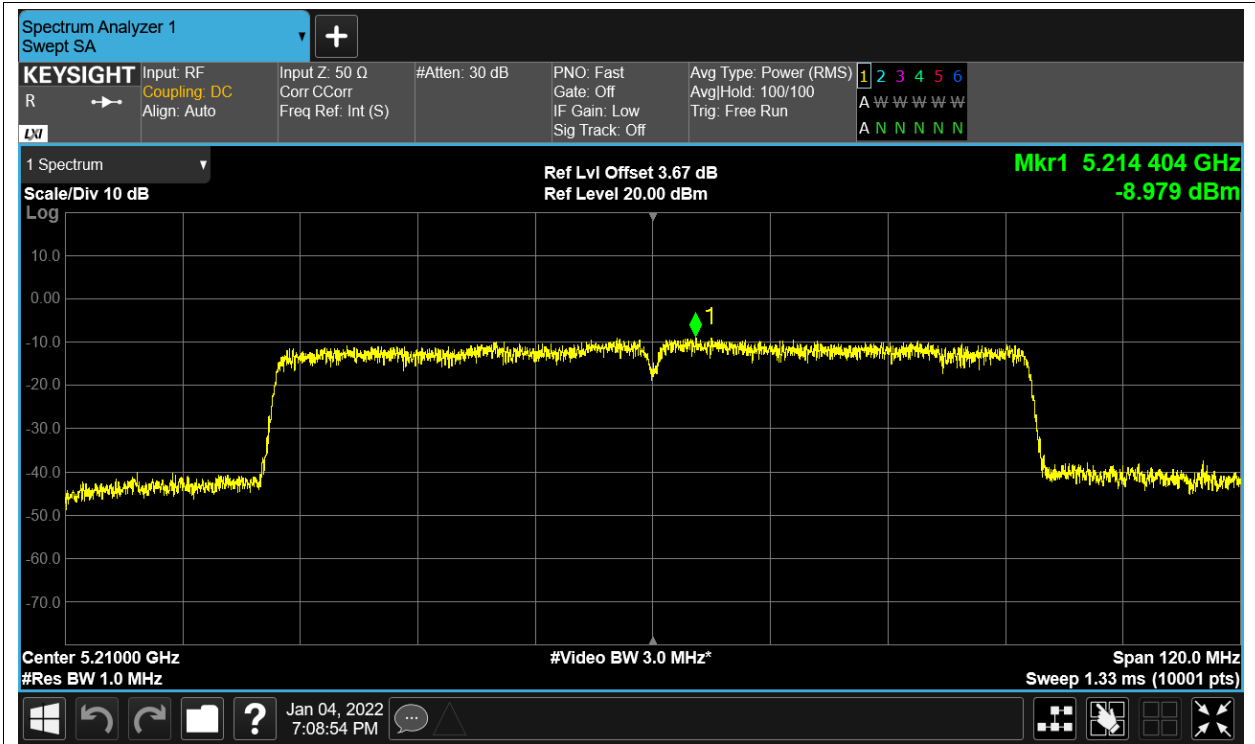 Spectrum Analyzer 1
Swept SA
KEYSIGHT
R
LXI
Input: RF
Coupling: DC
Align: Auto
Input Z: 50 Ω
Corr CCorr
Freq Ref: Int (S)
#Atten: 30 dB
PNO: Fast
Gate: Off
IF Gain: Low
Sig Track: Off
Avg Type: Power (RMS)
Avg|Hold: 100/100
Trig: Free Run
1 2 3 4 5 6
A W W W W W
A N N N N N
1 Spectrum
Scale/Div 10 dB
Log
Ref Lvl Offset 3.67 dB
Ref Level 20.00 dBm
Mkr1 5.214 404 GHz
-8.979 dBm
10.0
0.00
1
-10.0
-20.0
-30.0
-40.0
-50.0
-60.0
-70.0
Center 5.21000 GHz
#Video BW 3.0 MHz*
Span 120.0 MHz
#Res BW 1.0 MHz
Sweep 1.33 ms (10001 pts)
?
Jan 04, 2022
7:08:54 PM